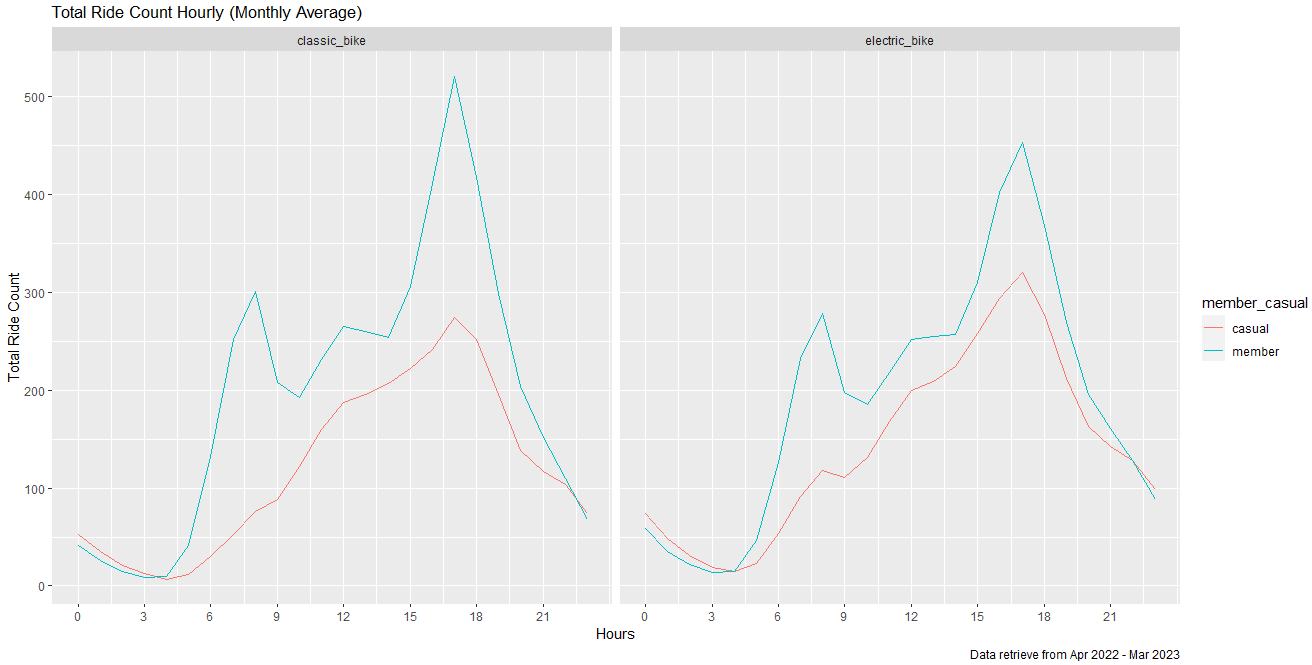 Total Ride Count Hourly (Monthly Average)
classic_bike
electric_bike
Total Ride Count
500
400
300
200
100
0
0 3 6 9 12 15 18 21
0 3 6 9 12 15 18 21
Hours
member_casual
casual
member
Data retrieve from Apr 2022 - Mar 2023